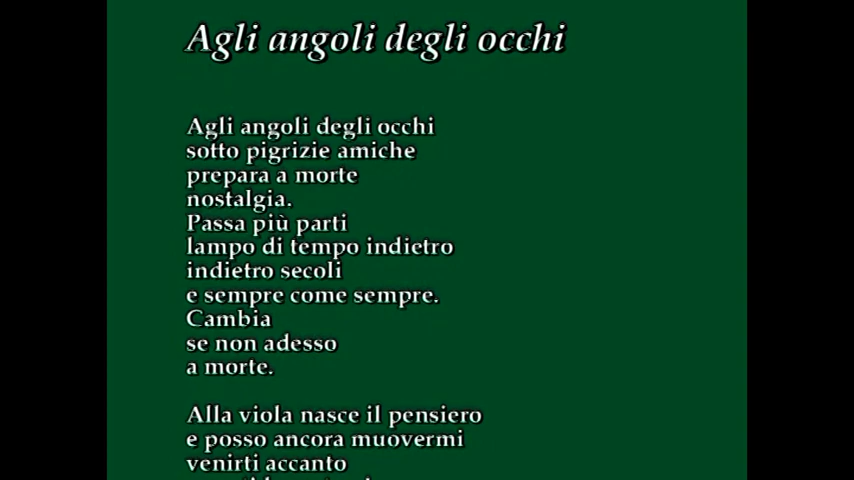 Agli angoli degli occhi
Agli angoli degli occhi
sotto pigrizie amiche
prepara a morte
nostalgia.
Passa più parti
lampo di tempo indietro
indietro secoli
e sempre come sempre.
Cambia
se non adesso
a morte.
Alla viola nasce il pensiero
e posso ancora muovermi
venirti accanto